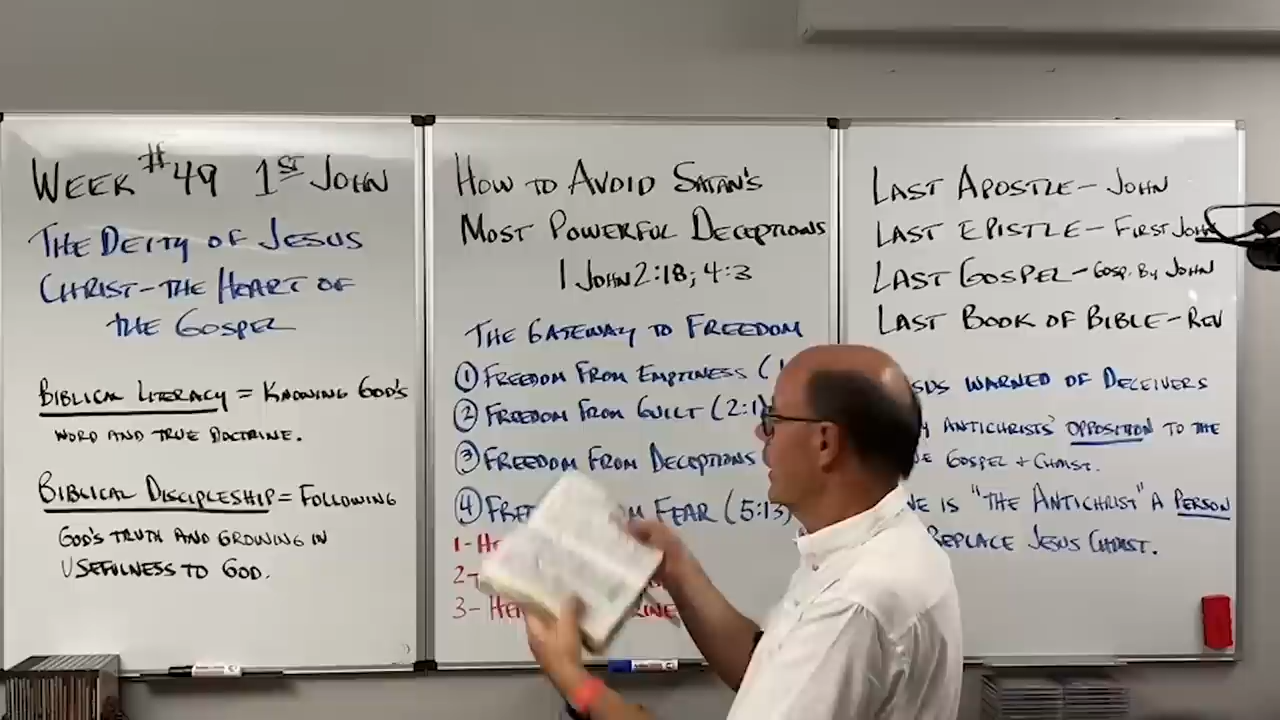 WEEK #49 1ST JOHN
THE DEITY OF JESUS
CHRIST-THE HEART OF
THE GOSPEL
BIBLICAL LITERACY = KNOWING GOD'S
WORD AND TRUE DOCTRINE.
BIBLICAL DISCIPLESHIP = FOLLOWING
GOD'S TRUTH AND GROWING IN
USEFULNESS TO GOD.
HOW TO AVOID SATAN'S
MOST POWERFUL DECEPTIONS
1 JOHN 2:18; 4:3
THE GATEWAY TO FREEDOM
1 FREEDOM FROM EMPTINESS (
2 FREEDOM FROM GUILT (2:1)
3 FREEDOM FROM DECEPTIONS
4 FEAR (5:13)
1-
2-
3-
LAST APOSTLE- JOHN
LAST EPISTLE- FIRST JOHN
LAST GOSPEL- GOSP. BY JOHN
LAST BOOK OF BIBLE- REV
WARNED OF DECEIVERS
ANTICHRISTS' OPPOSITION TO THE
GOSPEL + CHRIST.
IS "THE ANTICHRIST" A PERSON
REPLACE JESUS CHRIST.